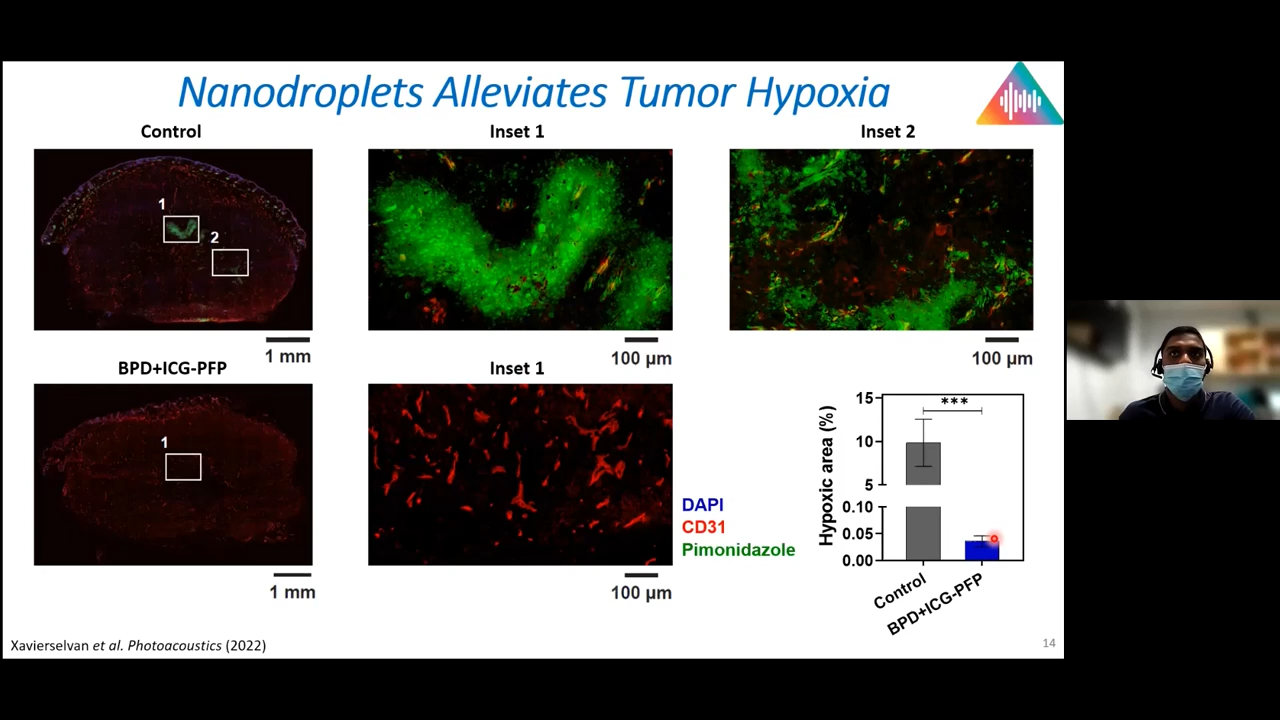 Nanodroplets Alleviates Tumor Hypoxia
Control
Inset 1
Inset 2
1
2
1 mm
100 µm
100 µm
BPD+ICG-PFP
Inset 1
1
1 mm
100 µm
DAPI
CD31
Pimonidazole
Hypoxic area (%)
15
10
5
0.10
0.05
0.00
***
Control
BPD+ICG-PFP
Xavierselvan et al. Photoacoustics (2022)
14